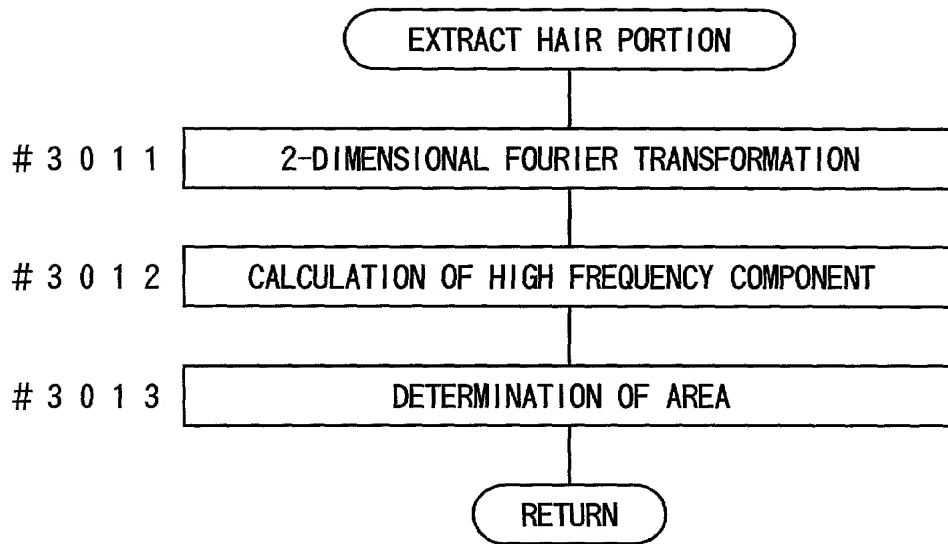 EXTRACT HAIR PORTION
#3011 2-DIMENSIONAL FOURIER TRANSFORMATION
#3012 CALCULATION OF HIGH FREQUENCY COMPONENT
#3013 DETERMINATION OF AREA
RETURN